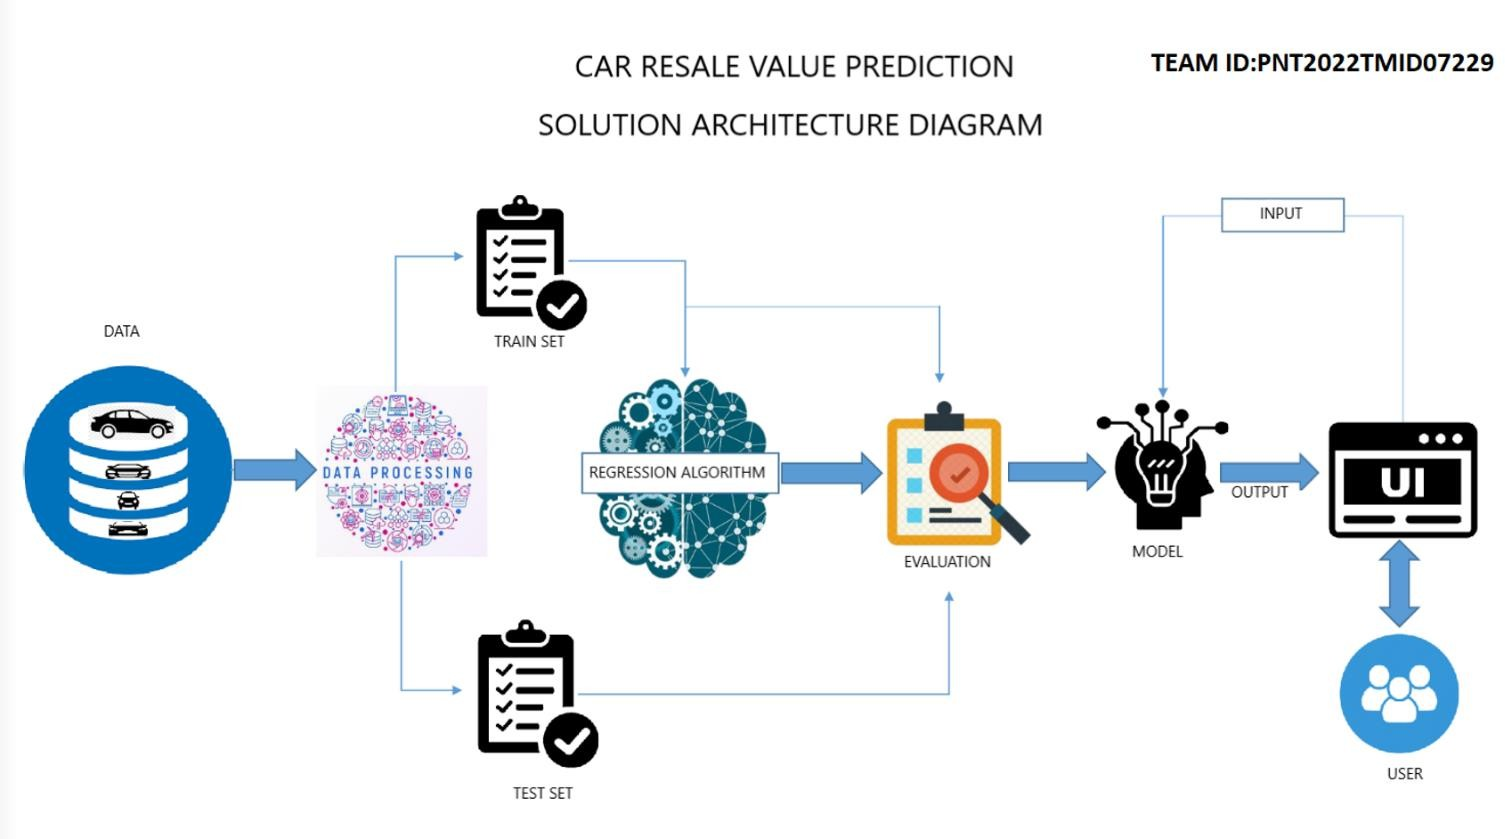 CAR RESALE VALUE PREDICTION
TEAM ID:PNT2022TMID07229
SOLUTION ARCHITECTURE DIAGRAM
INPUT
TRAIN SET
DATA
DATA PROCESSING
REGRESSION ALGORITHM
UI
OUTPUT
EVALUATION
MODEL
USER
TEST SET